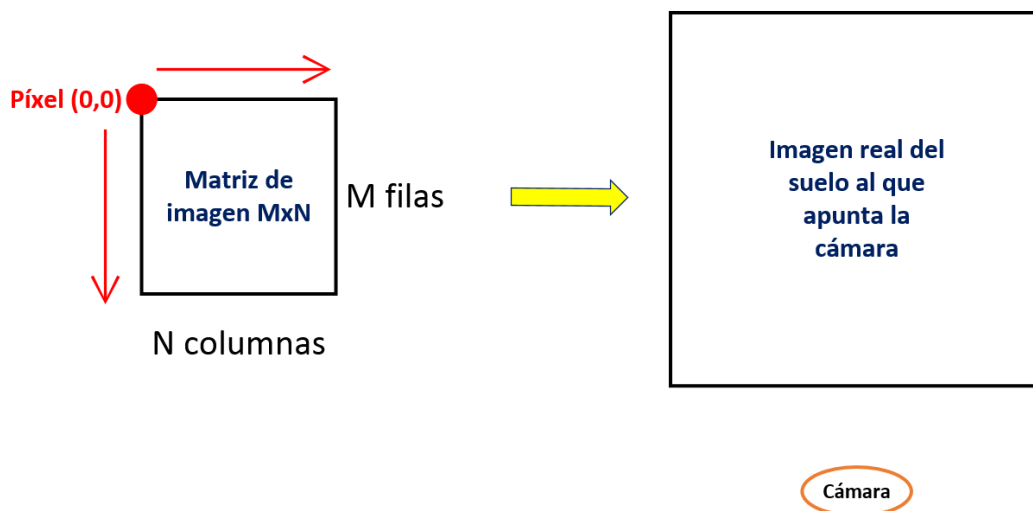 Píxel (0,0)
Matriz de
imagen MxN
M filas
N columnas
Imagen real del
suelo al que
apunta la
cámara
Cámara